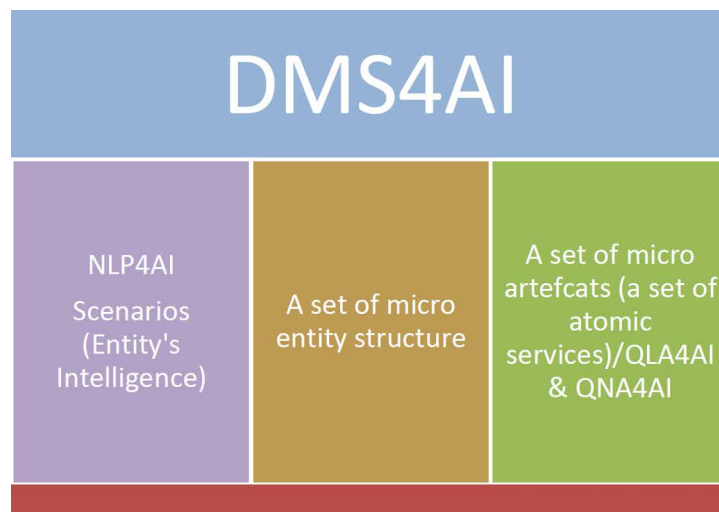 DMS4AI
NLP4AI
Scenarios
(Entity's
Intelligence)
A set of micro
entity structure
A set of micro
artefcats (a set of
atomic
services)/QLA4AI
& QNA4AI